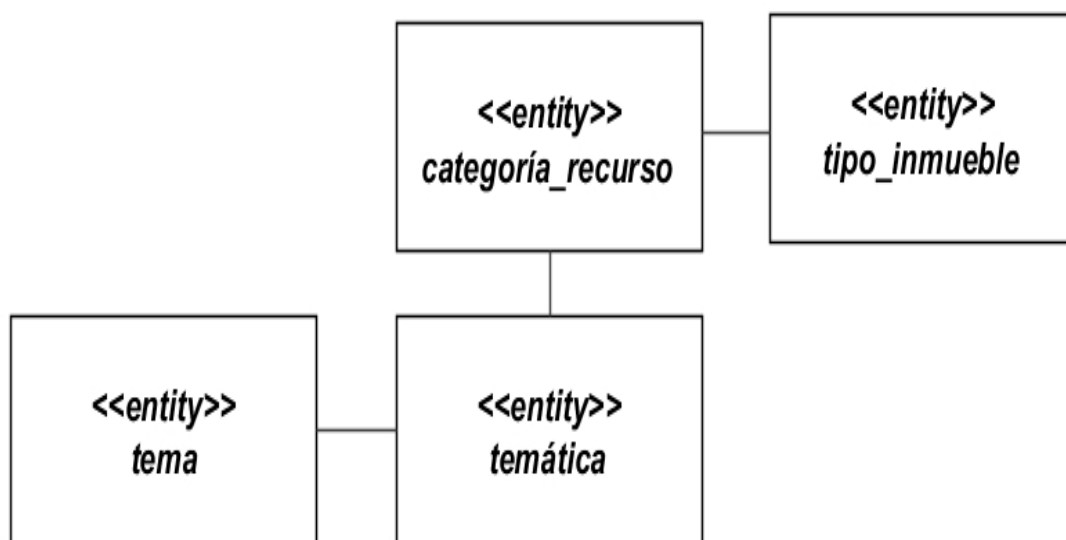 <<entity>>
categoría_recurso
<<entity>>
tipo_inmueble
<<entity>>
tema
<<entity>>
temática